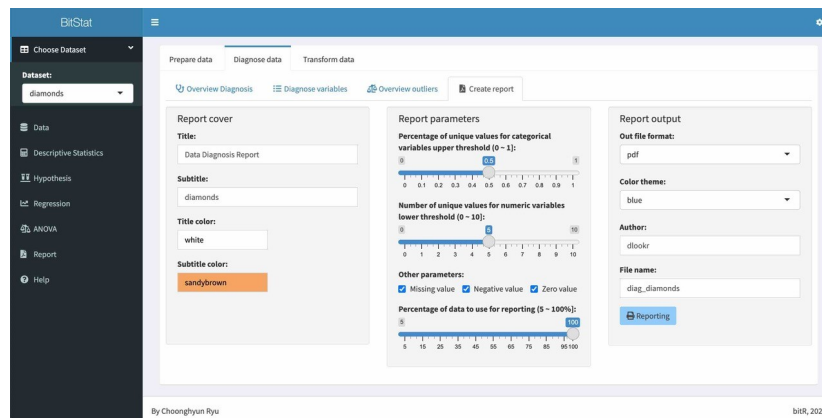 BitStat
Choose Dataset
Dataset:
diamonds
Data
Descriptive Statistics
Hypothesis
Regression
ANOVA
Report
Help
Prepare data Diagnose data Transform data
Overview Diagnosis Diagnose variables Overview outliers Create report
Report cover
Title:
Data Diagnosis Report
Subtitle:
diamonds
Title color:
white
Subtitle color:
sandybrown
Report parameters
Percentage of unique values for categorical
variables upper threshold (0 ~ 1):
0 0.5 1
0 0.1 0.2 0.3 0.4 0.5 0.6 0.7 0.8 0.9 1
Number of unique values for numeric variables
lower threshold (0 ~ 10):
0 5 10
0 1 2 3 4 5 6 7 8 9 10
Other parameters:
Missing value Negative value Zero value
Percentage of data to use for reporting (5 ~ 100%):
5 100
5 15 25 35 45 55 65 75 85 95 100
Report output
Out file format:
pdf
Color theme:
blue
Author:
dlookr
File name:
diag_diamonds
Reporting
By Choonghyun Ryu
bitR, 202